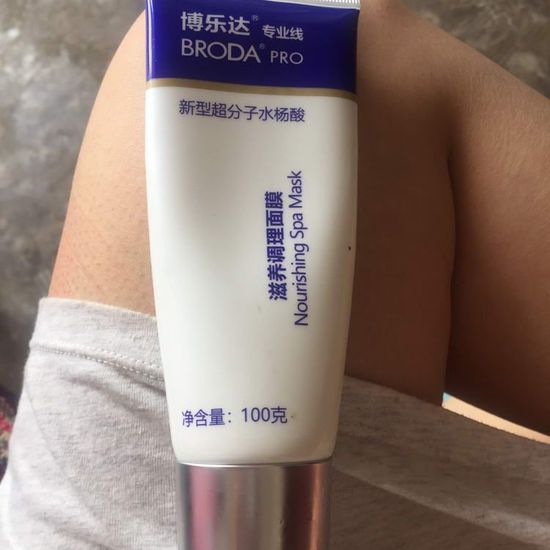 博乐达® 专业线
BRODA® PRO
新型超分子水杨酸
滋养调理面膜
Nourishing Spa Mask
净含量：100克